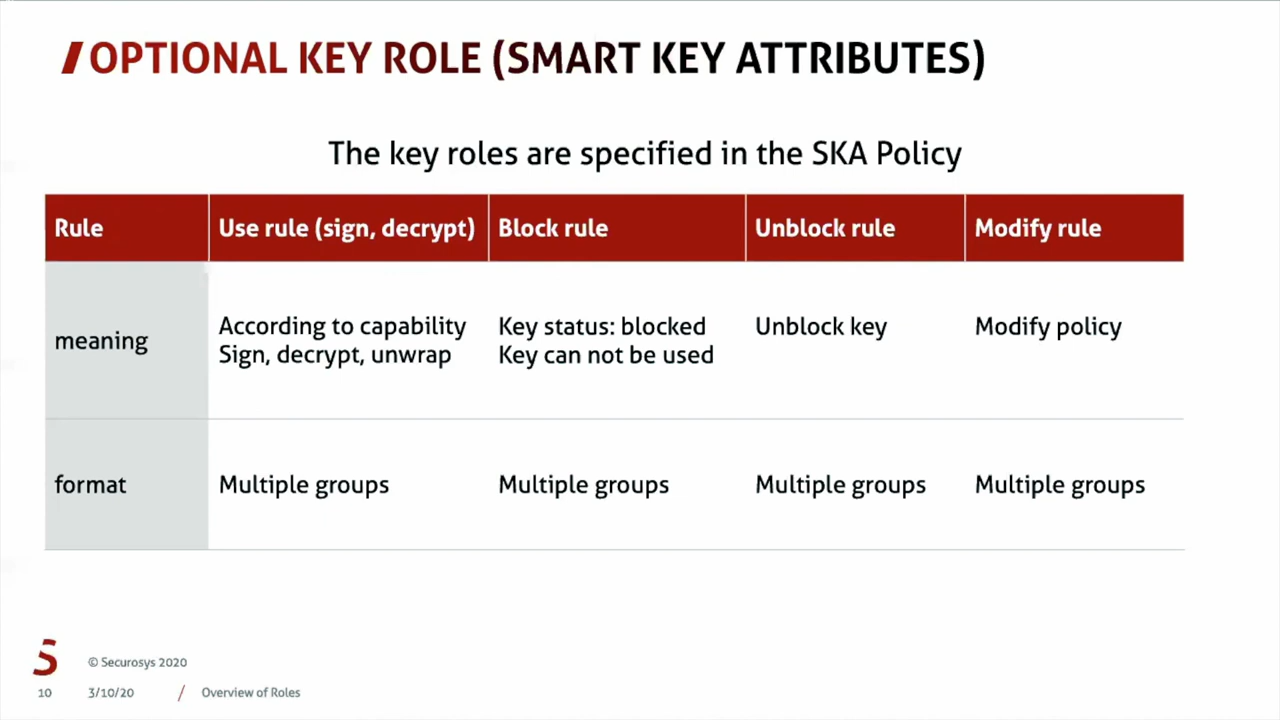 OPTIONAL KEY ROLE (SMART KEY ATTRIBUTES)
The key roles are specified in the SKA Policy
Rule Use rule (sign, decrypt) Block rule Unblock rule Modify rule
meaning According to capability Key status: blocked Unblock key Modify policy
Sign, decrypt, unwrap Key can not be used
format Multiple groups Multiple groups Multiple groups Multiple groups
© Securosys 2020
10 3/10/20 / Overview of Roles